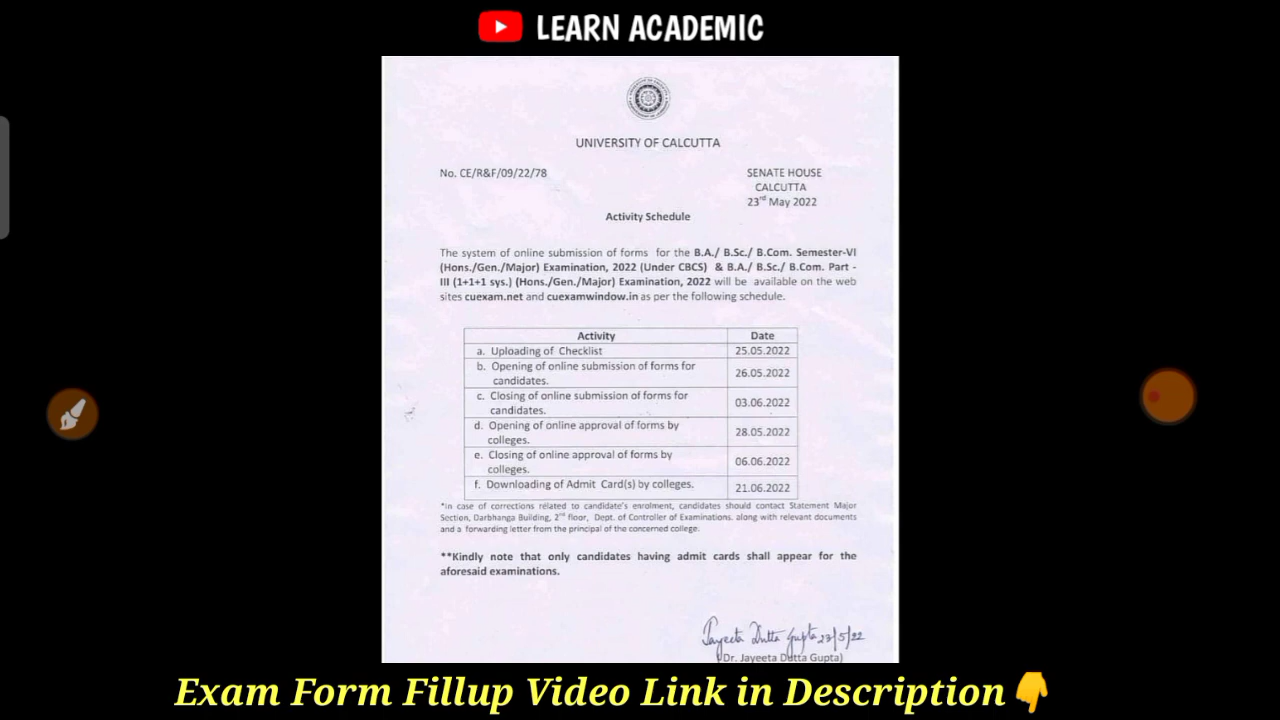 LEARN ACADEMIC
UNIVERSITY OF CALCUTTA
No. CE/R&F/09/22/78
SENATE HOUSE
CALCUTTA
23rd May 2022
Activity Schedule
The system of online submission of forms for the B.A./ B.Sc./ B.Com. Semester-VI
(Hons./Gen./Major) Examination, 2022 (Under CBCS) & B.A./ B.Sc./ B.Com. Part -
III (1+1+1 sys.) (Hons./Gen./Major) Examination, 2022 will be available on the web
sites cuexam.net and cuexamwindow.in as per the following schedule.
Activity Date
a. Uploading of Checklist 25.05.2022
b. Opening of online submission of forms for
candidates. 26.05.2022
c. Closing of online submission of forms for
candidates. 03.06.2022
d. Opening of online approval of forms by
colleges. 28.05.2022
e. Closing of online approval of forms by
colleges. 06.06.2022
f. Downloading of Admit Card(s) by colleges. 21.06.2022
*In case of corrections related to candidate's enrolment, candidates should contact Statement Major
Section, Darbhanga Building, 2nd floor, Dept. of Controller of Examinations. along with relevant documents
and a forwarding letter from the principal of the concerned college.
**Kindly note that only candidates having admit cards shall appear for the
aforesaid examinations.
Jayeeta Dutta Gupta 23/5/22
(Dr. Jayeeta Dutta Gupta)
Exam Form Fillup Video Link in Description👇